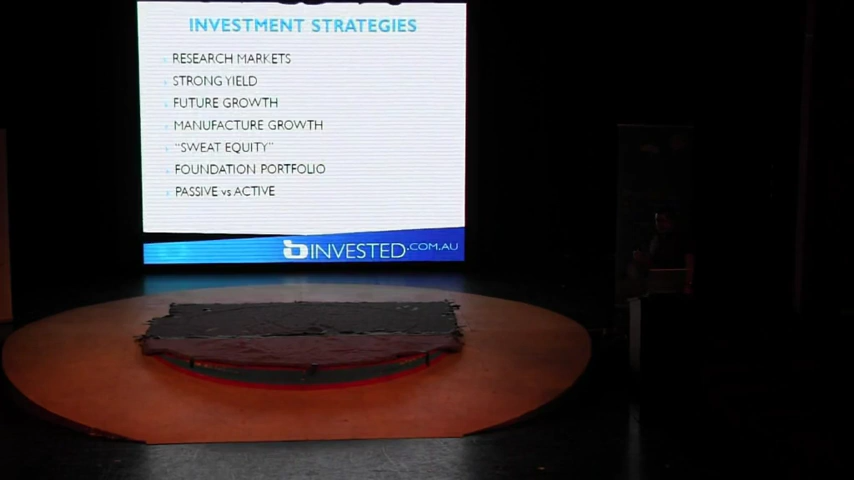 INVESTMENT STRATEGIES
RESEARCH MARKETS
STRONG YIELD
FUTURE GROWTH
MANUFACTURE GROWTH
"SWEAT EQUITY"
FOUNDATION PORTFOLIO
PASSIVE vs ACTIVE
bINVESTED.COM.AU